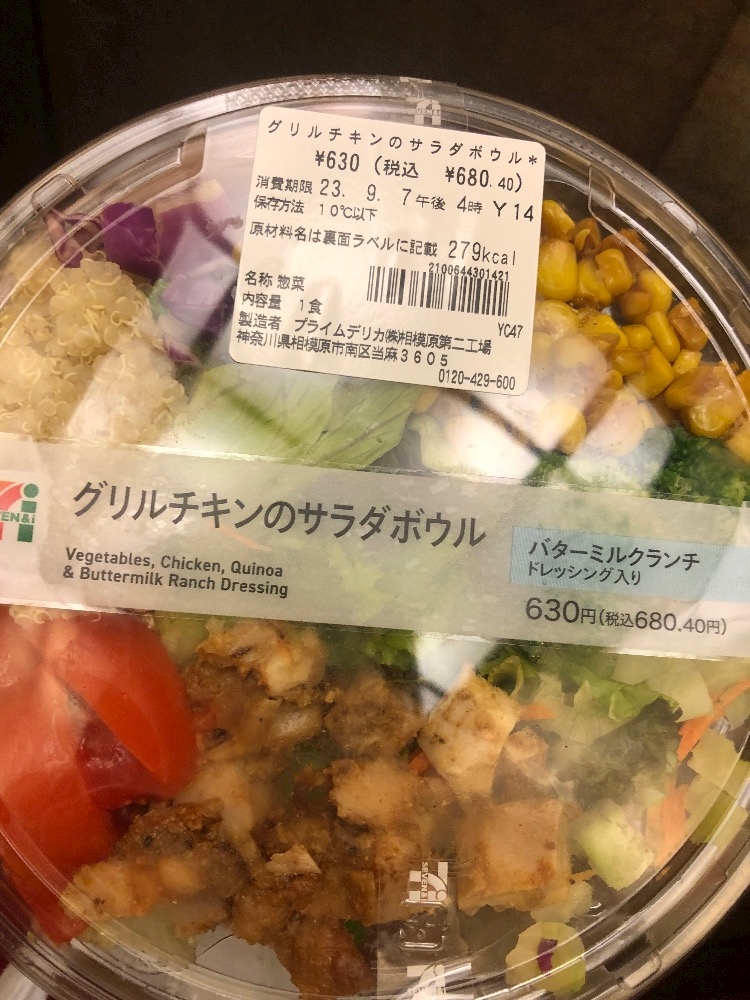 グリルチキンのサラダボウル*
¥630 (税込 ¥680.40)
消費期限 23. 9. 7午後 4時 Y14
保存方法 10℃以下
原材料名は裏面ラベルに記載 279kcal
2100644301421
名称 惣菜
内容量 1食
YC47
製造者 プライムデリカ㈱相模原第二工場
神奈川県相模原市南区当麻3605
0120-429-600
グリルチキンのサラダボウル
Vegetables, Chicken, Quinoa
& Buttermilk Ranch Dressing
バターミルクランチ
ドレッシング入り
630円(税込680.40円)
SEVEN&i